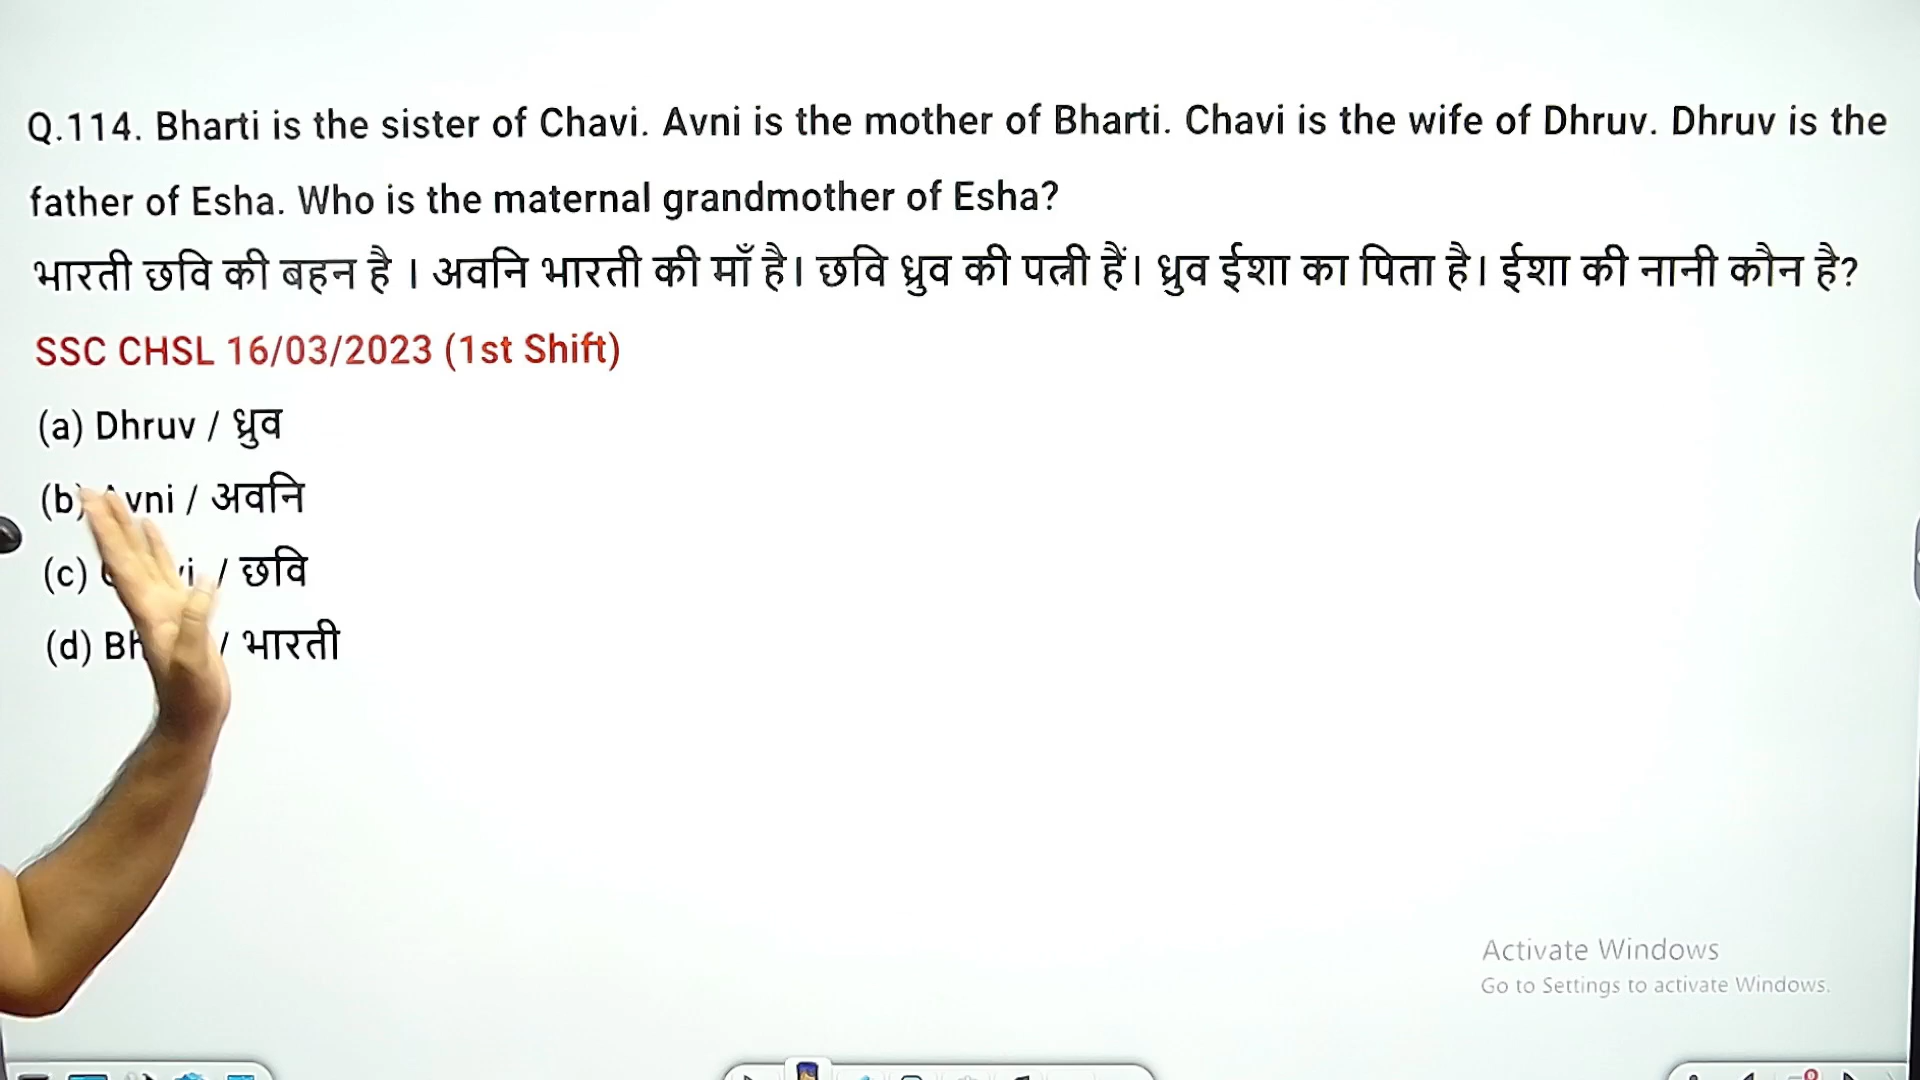 Q.114. Bharti is the sister of Chavi. Avni is the mother of Bharti. Chavi is the wife of Dhruv. Dhruv is the
father of Esha. Who is the maternal grandmother of Esha?
भारती छवि की बहन है । अवनि भारती की माँ है। छवि ध्रुव की पत्नी हैं। ध्रुव ईशा का पिता है। ईशा की नानी कौन है?
SSC CHSL 16/03/2023 (1st Shift)
(a) Dhruv / ध्रुव
(b) Avni / अवनि
(c) / छवि
(d) / भारती
Activate Windows
Go to Settings to activate Windows.